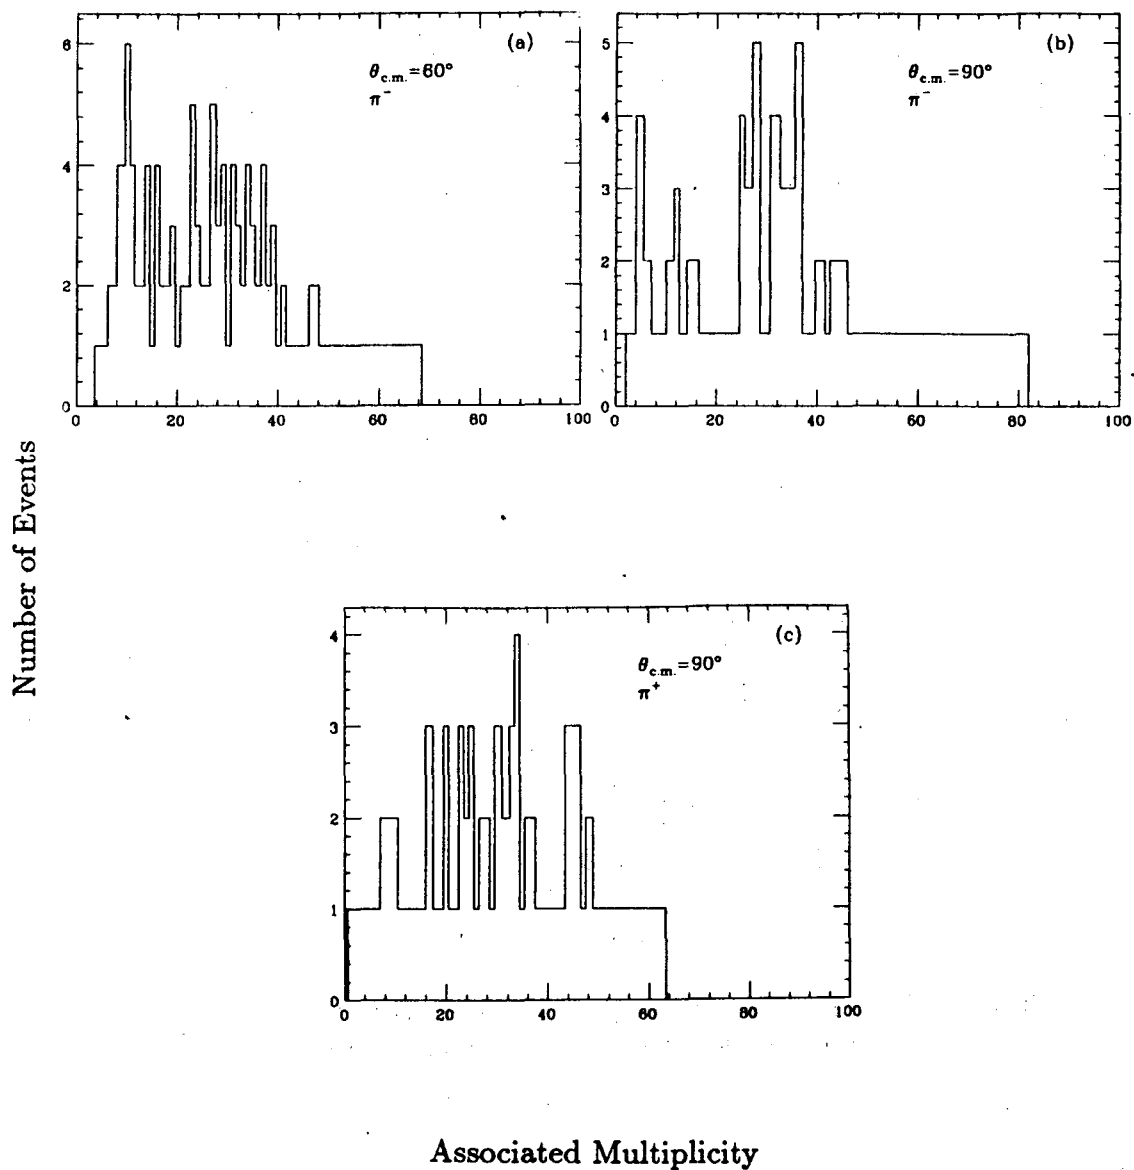 (a)
θc.m.=60°
π−
6
4
2
0
0 20 40 60 80 100
(b)
θc.m.=90°
π−
5
4
3
2
1
0
0 20 40 60 80 100
Number of Events
(c)
θc.m.=90°
π+
4
3
2
1
0
0 20 40 60 80 100
Associated Multiplicity